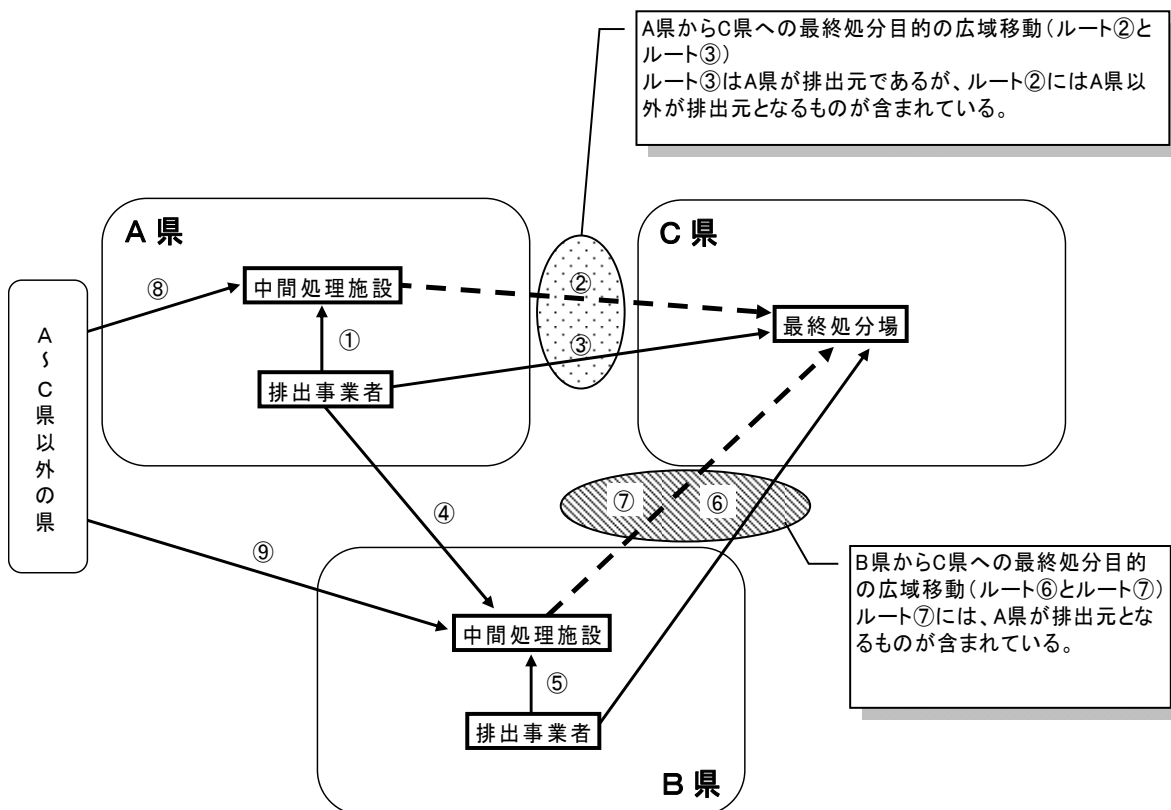 A県からC県への最終処分目的の広域移動（ルート②と
ルート③）
ルート③はA県が排出元であるが、ルート②にはA県以
外が排出元となるものが含まれている。
A 県
C 県
⑧
中間処理施設
②
最終処分場
①
③
排出事業者
A～C県以外の県
④
⑦
⑥
⑨
B県からC県への最終処分目的
の広域移動（ルート⑥とルート⑦）
ルート⑦には、A県が排出元とな
るものが含まれている。
中間処理施設
⑤
排出事業者
B 県